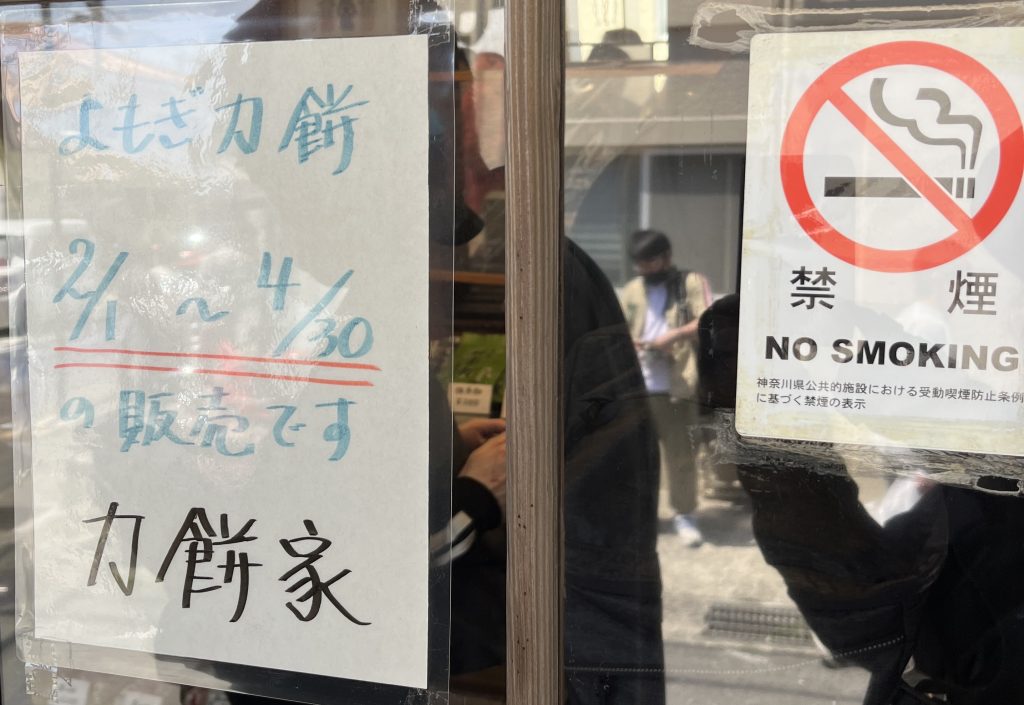 よもぎ力餅
2/1 ~ 4/30
の販売です
力餅家
禁 煙
NO SMOKING
神奈川県公共的施設における受動喫煙防止条例
に基づく禁煙の表示